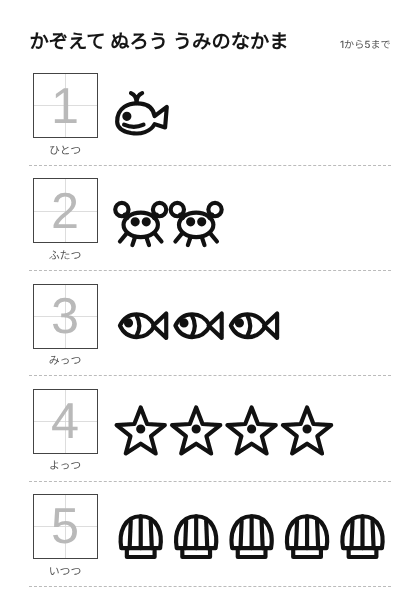 かぞえて ぬろう うみのなかま
1から5まで
1
ひとつ
2
ふたつ
3
みっつ
4
よっつ
5
いつつ